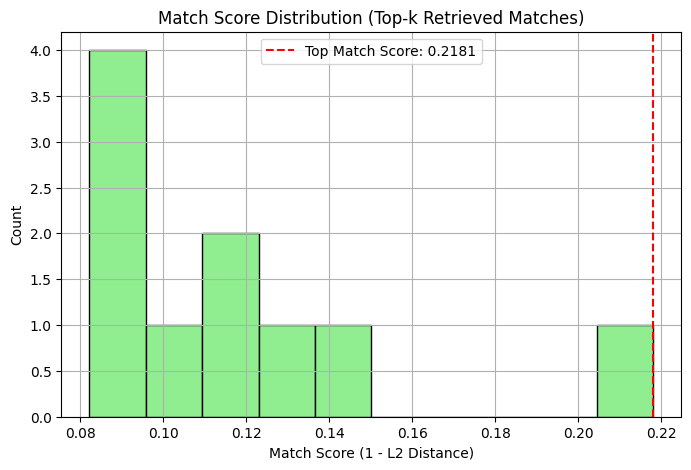 Match Score Distribution (Top-k Retrieved Matches)
Top Match Score: 0.2181
4.0
3.5
3.0
2.5
2.0
1.5
1.0
0.5
0.0
Count
0.08 0.10 0.12 0.14 0.16 0.18 0.20 0.22
Match Score (1 - L2 Distance)